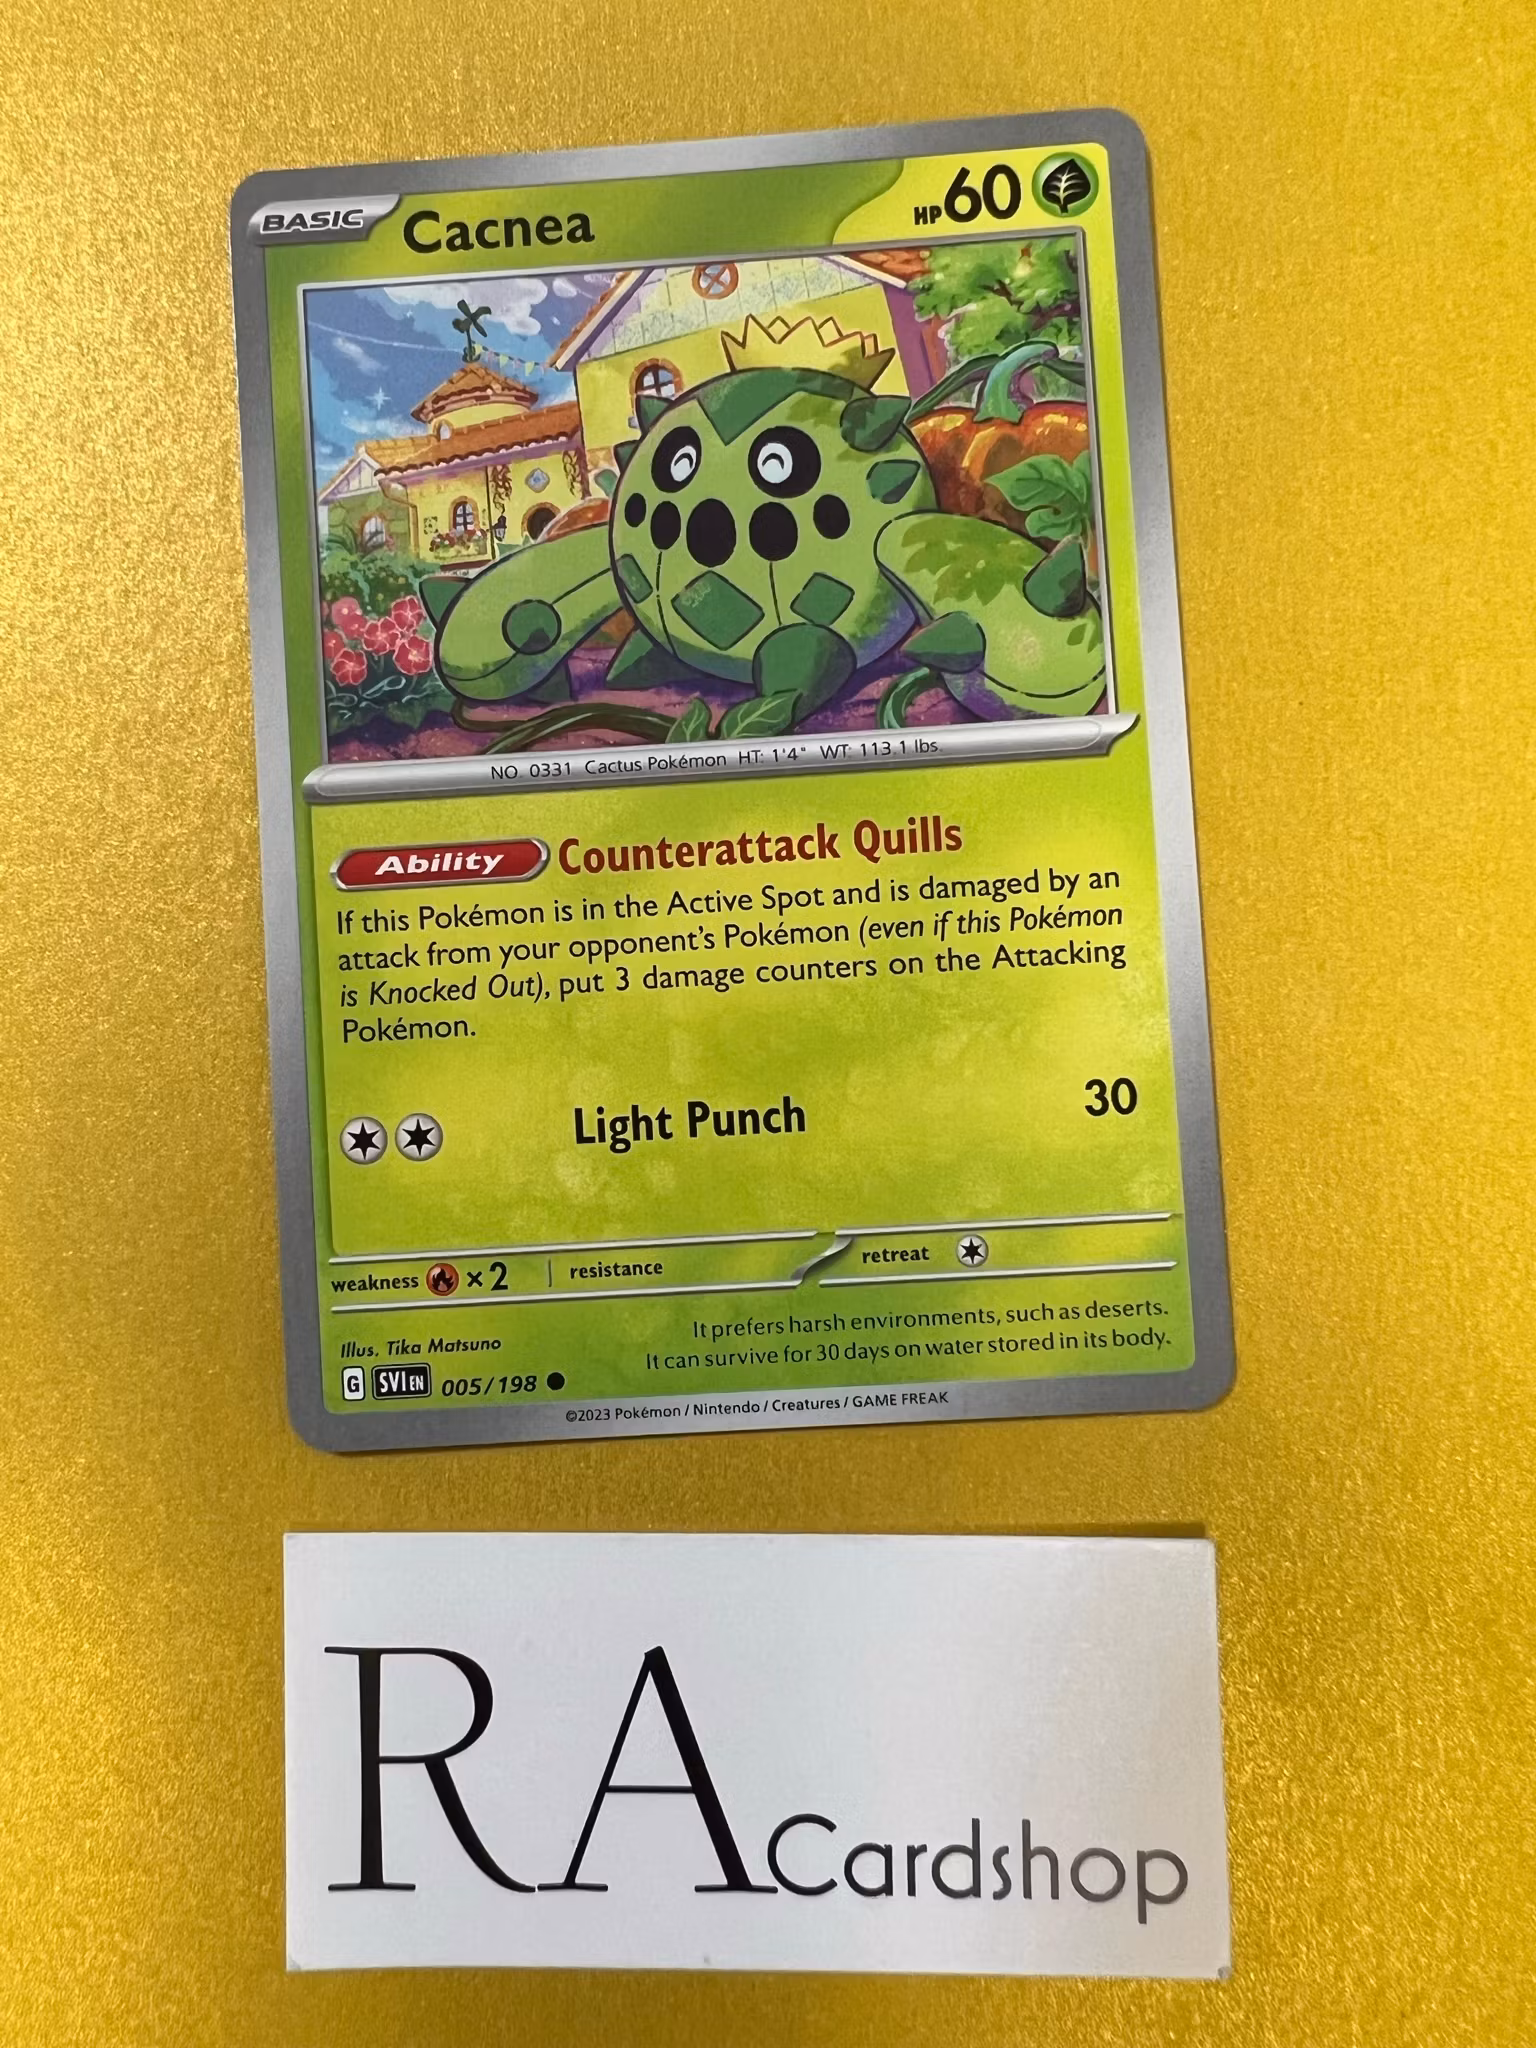 BASIC Cacnea HP 60
NO. 0331 Cactus Pokémon HT: 1'4" WT: 113.1 lbs.
Ability Counterattack Quills
If this Pokémon is in the Active Spot and is damaged by an
attack from your opponent's Pokémon (even if this Pokémon
is Knocked Out), put 3 damage counters on the Attacking
Pokémon.
Light Punch 30
weakness ×2 resistance retreat
It prefers harsh environments, such as deserts.
It can survive for 30 days on water stored in its body.
Illus. Tika Matsuno
G SVI EN 005/198
©2023 Pokémon / Nintendo / Creatures / GAME FREAK
RACardshop